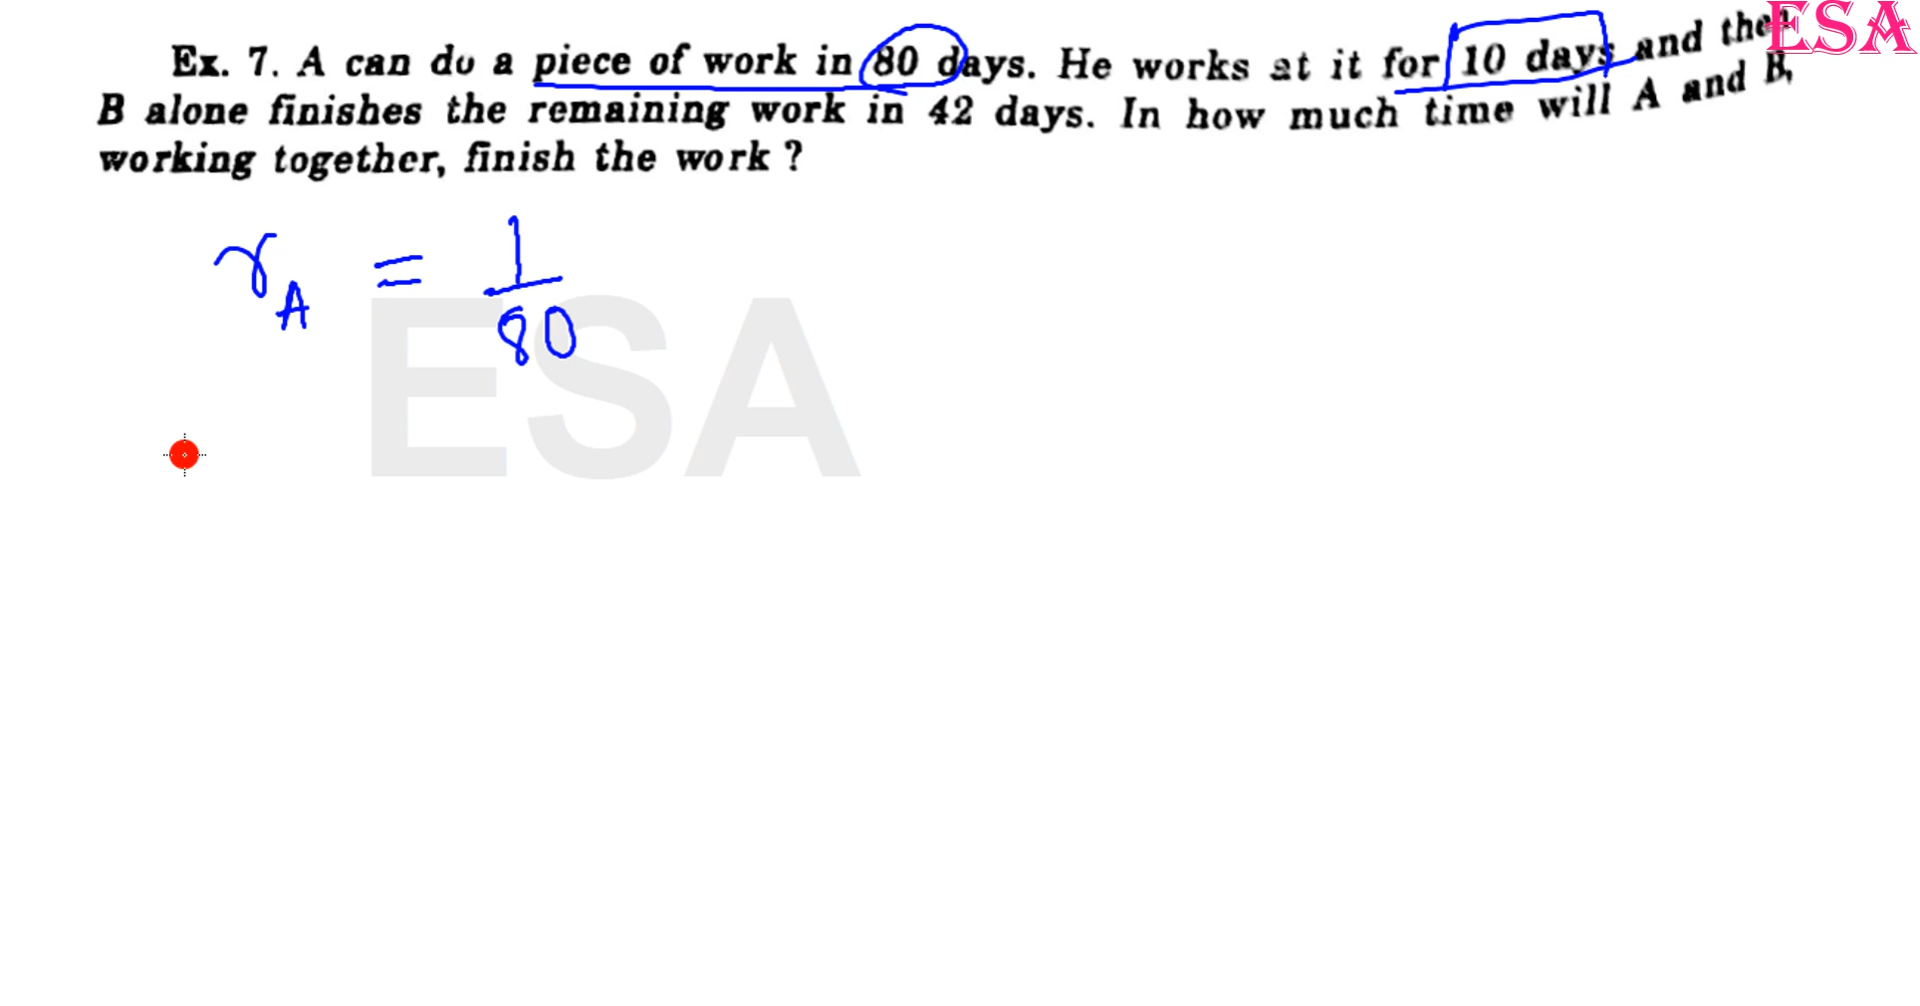 ESA
Ex. 7. A can do a piece of work in 80 days. He works at it for 10 days and then
B alone finishes the remaining work in 42 days. In how much time will A and B,
working together, finish the work ?
r_A = 1/80
ESA